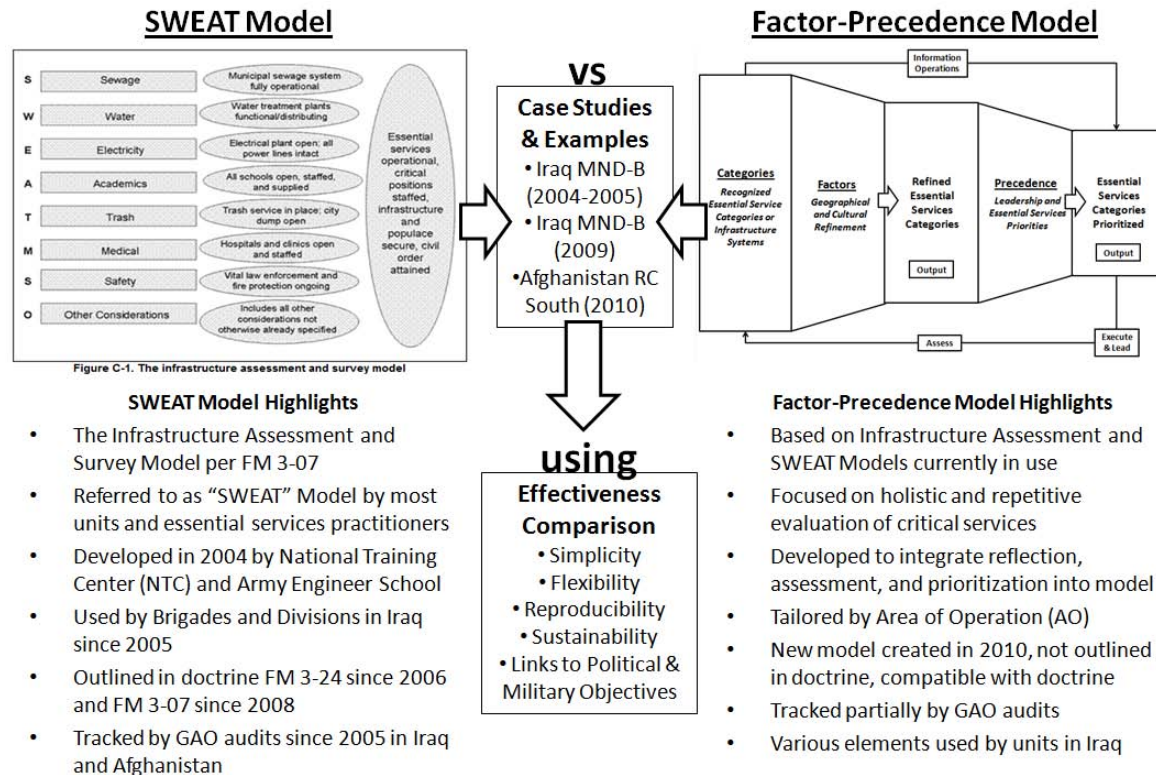 SWEAT Model
S
Sewage
Municipal sewage system
fully operational
W
Water
Water treatment plants
functional/distributing
E
Electricity
Electrical plant open; all
power lines intact
A
Academics
All schools open, staffed,
and supplied
T
Trash
Trash service in place; city
dump open
M
Medical
Hospitals and clinics open
and staffed
S
Safety
Vital law enforcement and
fire protection ongoing
O
Other Considerations
Includes all other
considerations not
otherwise already specified
Essential
services
operational,
critical
positions
staffed,
infrastructure
and
populace
secure, civil
order
attained
Figure C-1. The infrastructure assessment and survey model
vs
Case Studies
& Examples
• Iraq MND-B
(2004-2005)
• Iraq MND-B
(2009)
•Afghanistan RC
South (2010)
Factor-Precedence Model
Information
Operations
Categories
Recognized
Essential Service
Categories or
Infrastructure
Systems
Factors
Geographical
and Cultural
Refinement
Refined
Essential
Services
Categories
Output
Precedence
Leadership and
Essential Services
Priorities
Essential
Services
Categories
Prioritized
Output
Assess
Execute
& Lead
SWEAT Model Highlights
• The Infrastructure Assessment and
Survey Model per FM 3-07
• Referred to as “SWEAT” Model by most
units and essential services practitioners
• Developed in 2004 by National Training
Center (NTC) and Army Engineer School
• Used by Brigades and Divisions in Iraq
since 2005
• Outlined in doctrine FM 3-24 since 2006
and FM 3-07 since 2008
• Tracked by GAO audits since 2005 in Iraq
and Afghanistan
using
Effectiveness
Comparison
• Simplicity
• Flexibility
• Reproducibility
• Sustainability
• Links to Political &
Military Objectives
Factor-Precedence Model Highlights
• Based on Infrastructure Assessment and
SWEAT Models currently in use
• Focused on holistic and repetitive
evaluation of critical services
• Developed to integrate reflection,
assessment, and prioritization into model
• Tailored by Area of Operation (AO)
• New model created in 2010, not outlined
in doctrine, compatible with doctrine
• Tracked partially by GAO audits
• Various elements used by units in Iraq